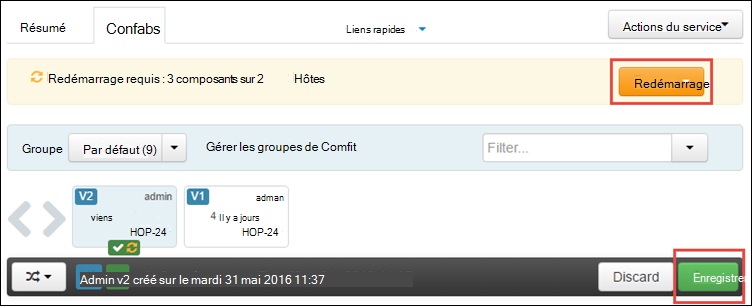 Résumé Confabs Liens rapides Actions du service
Redémarrage requis : 3 composants sur 2 Hôtes Redémarrage
Groupe Par défaut (9) Gérer les groupes de Comfit Filter...
V2 admin V1 adman
viens 4 Il y a jours
HOP-24 HOP-24
Admin v2 créé sur le mardi 31 mai 2016 11:37 Discard Enregistre